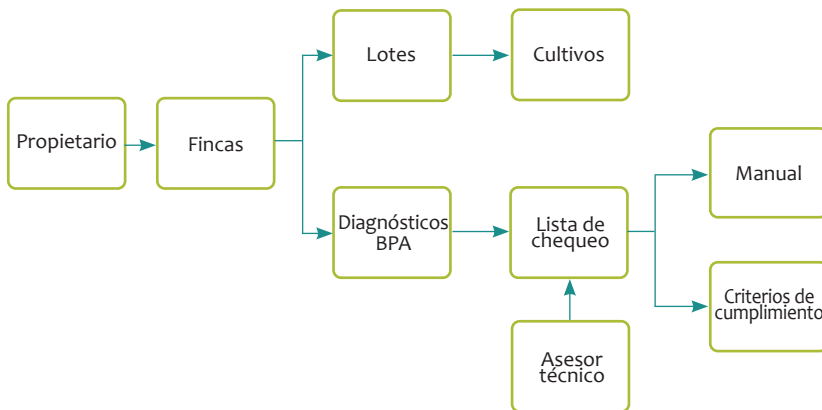 Lotes
Cultivos
Propietario
Fincas
Manual
Diagnósticos
BPA
Lista de
chequeo
Criterios de
cumplimiento
Asesor
técnico